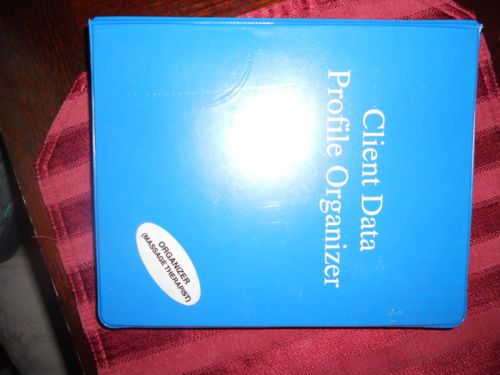 Client Data
Profile Organizer
ORGANIZER
(MASSAGE THERAPIST)